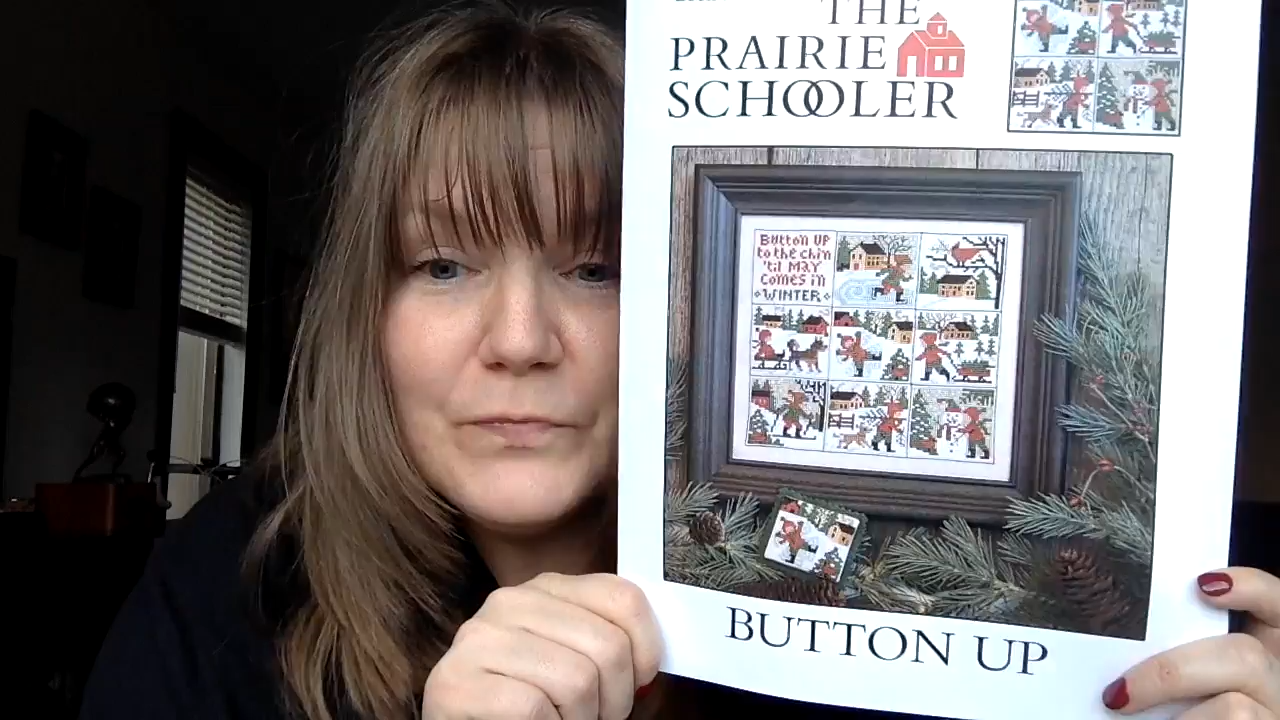 THE
PRAIRIE
SCHOOLER
Button UP
to the chin
'til MAY
Comes in
WINTER
BUTTON UP